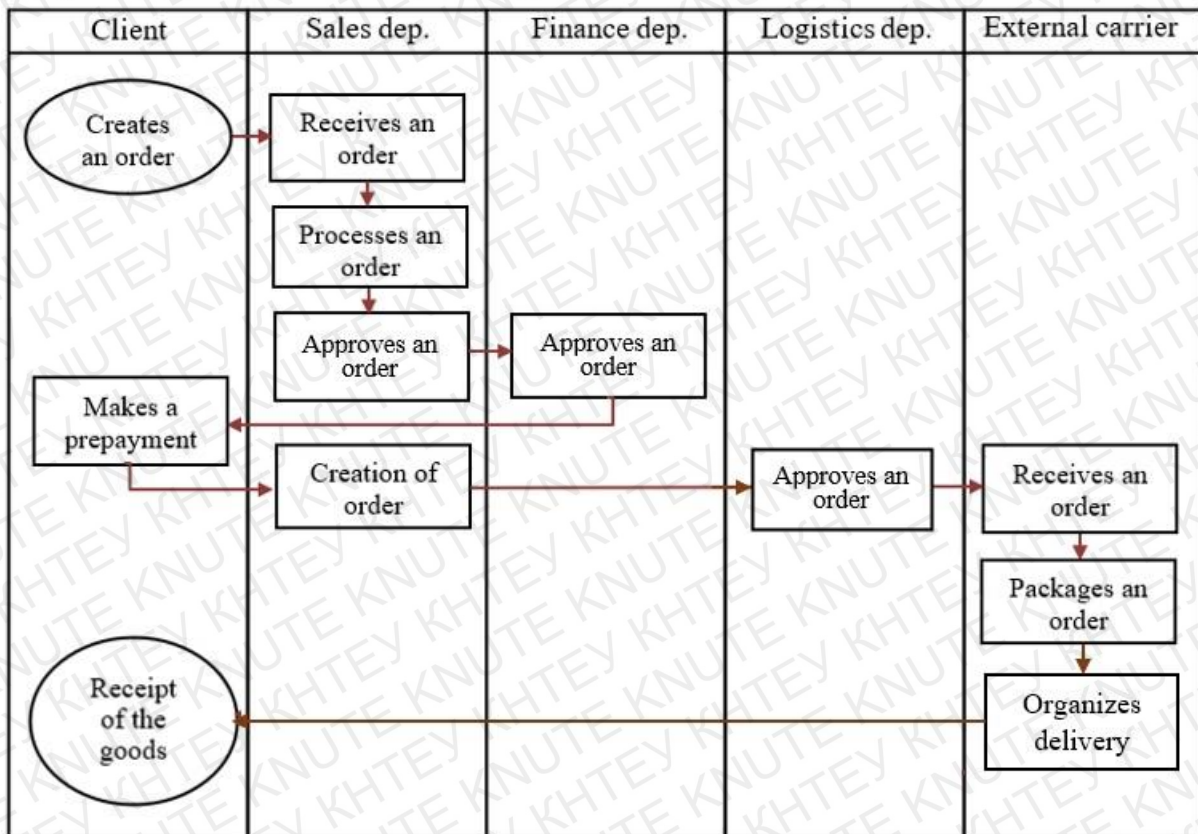 Client
Sales dep.
Finance dep.
Logistics dep.
External carrier
Creates
an order
Receives an
order
Processes an
order
Approves an
order
Approves an
order
Makes a
prepayment
Creation of
order
Approves an
order
Receives an
order
Packages an
order
Organizes
delivery
Receipt
of the
goods
КНТЕУ KNUTE